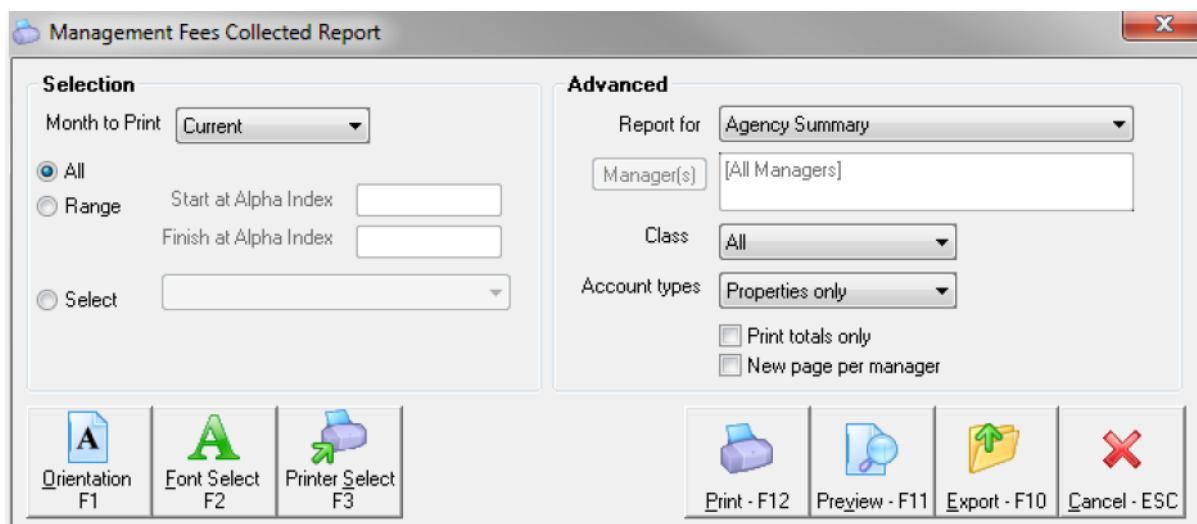 Management Fees Collected Report
X
Selection
Month to Print Current
All
Range Start at Alpha Index
Finish at Alpha Index
Select
Advanced
Report for Agency Summary
Manager(s) [All Managers]
Class All
Account types Properties only
Print totals only
New page per manager
A
Orientation
F1
A
Font Select
F2
Printer Select
F3
Print - F12
Preview - F11
Export - F10
Cancel - ESC